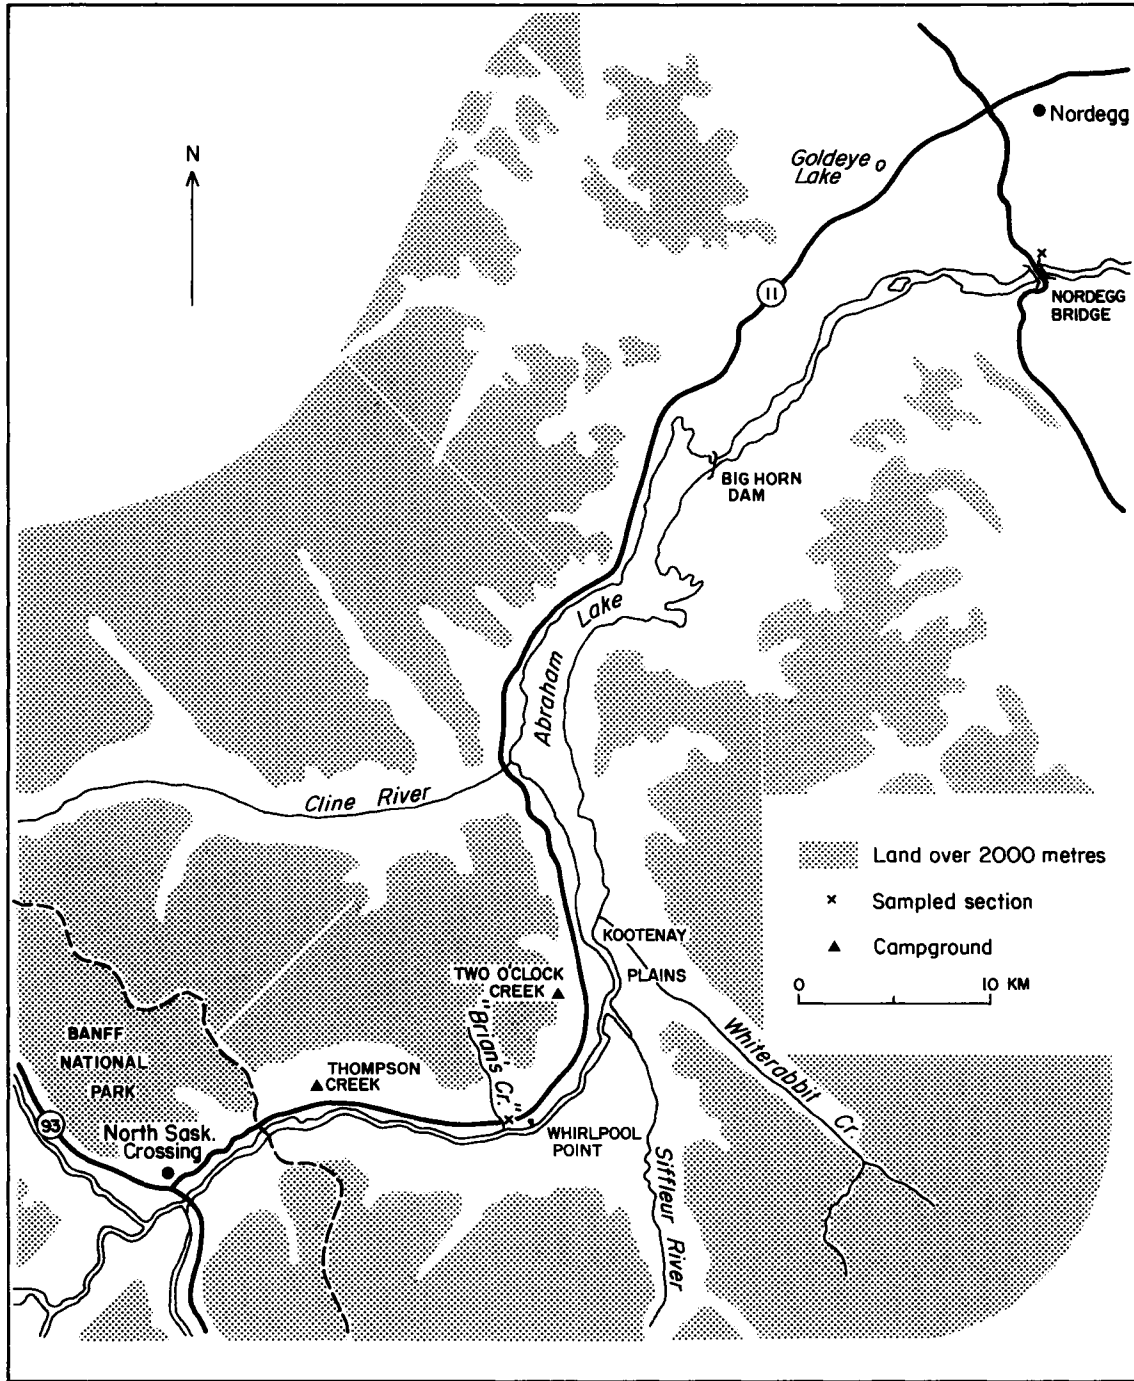 N
Nordegg
Goldeye
Lake
11
NORDEGG
BRIDGE
BIG HORN
DAM
Abraham Lake
Cline River
Land over 2000 metres
x Sampled section
Campground
0 10 KM
KOOTENAY
PLAINS
TWO O'CLOCK
CREEK
"Brian's Cr."
Whiterabbit Cr
BANFF
NATIONAL
PARK
THOMPSON
CREEK
93
North Sask.
Crossing
WHIRLPOOL
POINT
Siffleur River